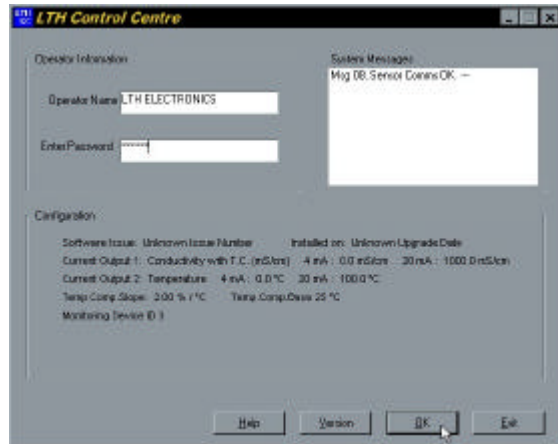 LTH Control Centre
Operator Information
Operator Name LTH ELECTRONICS
Enter Password ******
System Messages
Msg 08, Sensor Comms OK. ---
Configuration
Software Issue: Unknown Issue Number Installed on: Unknown Upgrade Date
Current Output 1: Conductivity with T.C. (mS/cm) 4 mA : 0.0 mS/cm 20 mA : 1000.0 mS/cm
Current Output 2: Temperature 4 mA : 0.0 °C 20 mA : 100.0 °C
Temp.Comp.Slope: 2.00 % / °C Temp.Comp.Base 25 °C
Monitoring Device ID 3
Help Version OK Exit